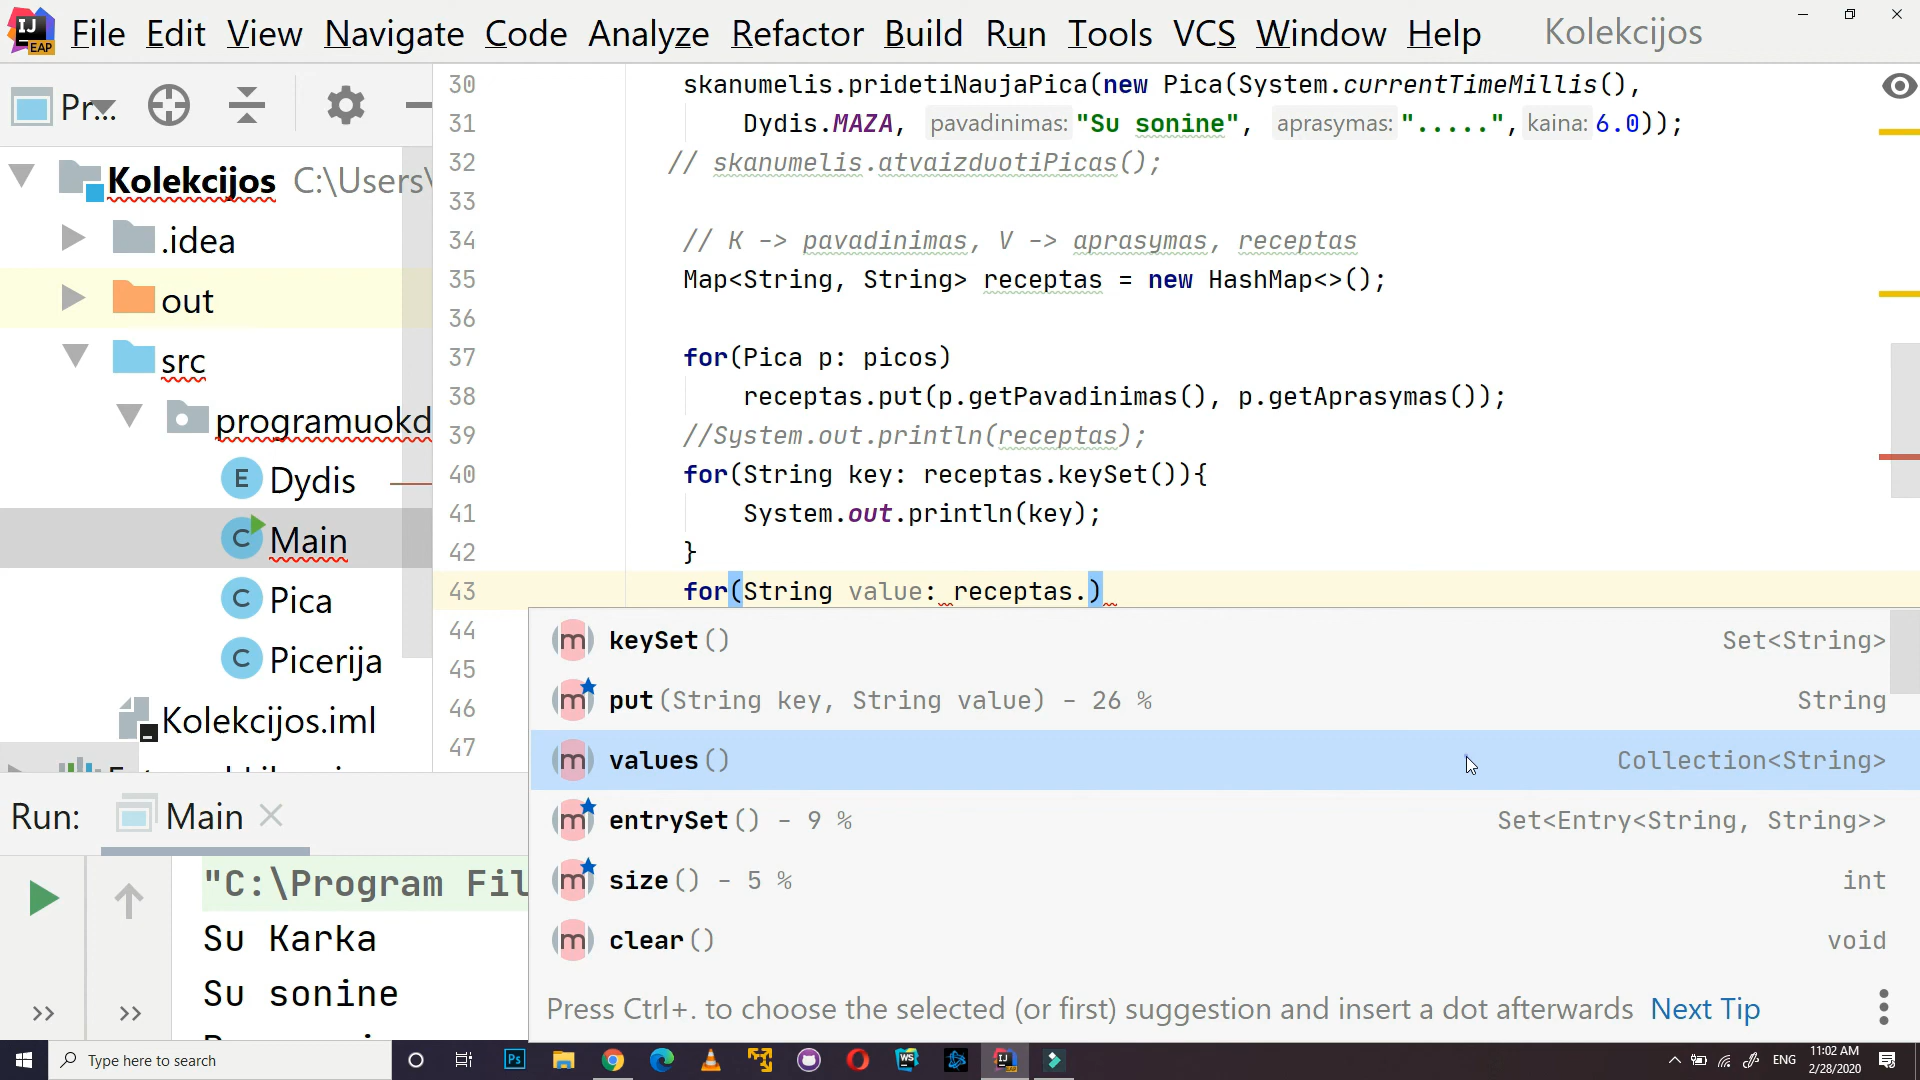 IJ
EAP
File Edit View Navigate Code Analyze Refactor Build Run Tools VCS Window Help Kolekcijos
Pr...
Kolekcijos C:\Users\
.idea
out
src
programuokd
E Dydis
C Main
C Pica
C Picerija
Kolekcijos.iml
30 skanumelis.pridetiNaujaPica(new Pica(System.currentTimeMillis(),
31 Dydis.MAZA, pavadinimas: "Su sonine", aprasymas: ".....", kaina: 6.0));
32 // skanumelis.atvaizduotiPicas();
33
34 // K -> pavadinimas, V -> aprasymas, receptas
35 Map<String, String> receptas = new HashMap<>();
36
37 for(Pica p: picos)
38 receptas.put(p.getPavadinimas(), p.getAprasymas());
39 //System.out.println(receptas);
40 for(String key: receptas.keySet()){
41 System.out.println(key);
42 }
43 for(String value: receptas.)
44
45
46
47
m keySet() Set<String>
m put(String key, String value) - 26 % String
m values() Collection<String>
m entrySet() - 9 % Set<Entry<String, String>>
m size() - 5 % int
m clear() void
Press Ctrl+. to choose the selected (or first) suggestion and insert a dot afterwards Next Tip
Run: Main
"C:\Program Fil
Su Karka
Su sonine
Type here to search
Ps
WS
IJ
ENG
11:02 AM
2/28/2020